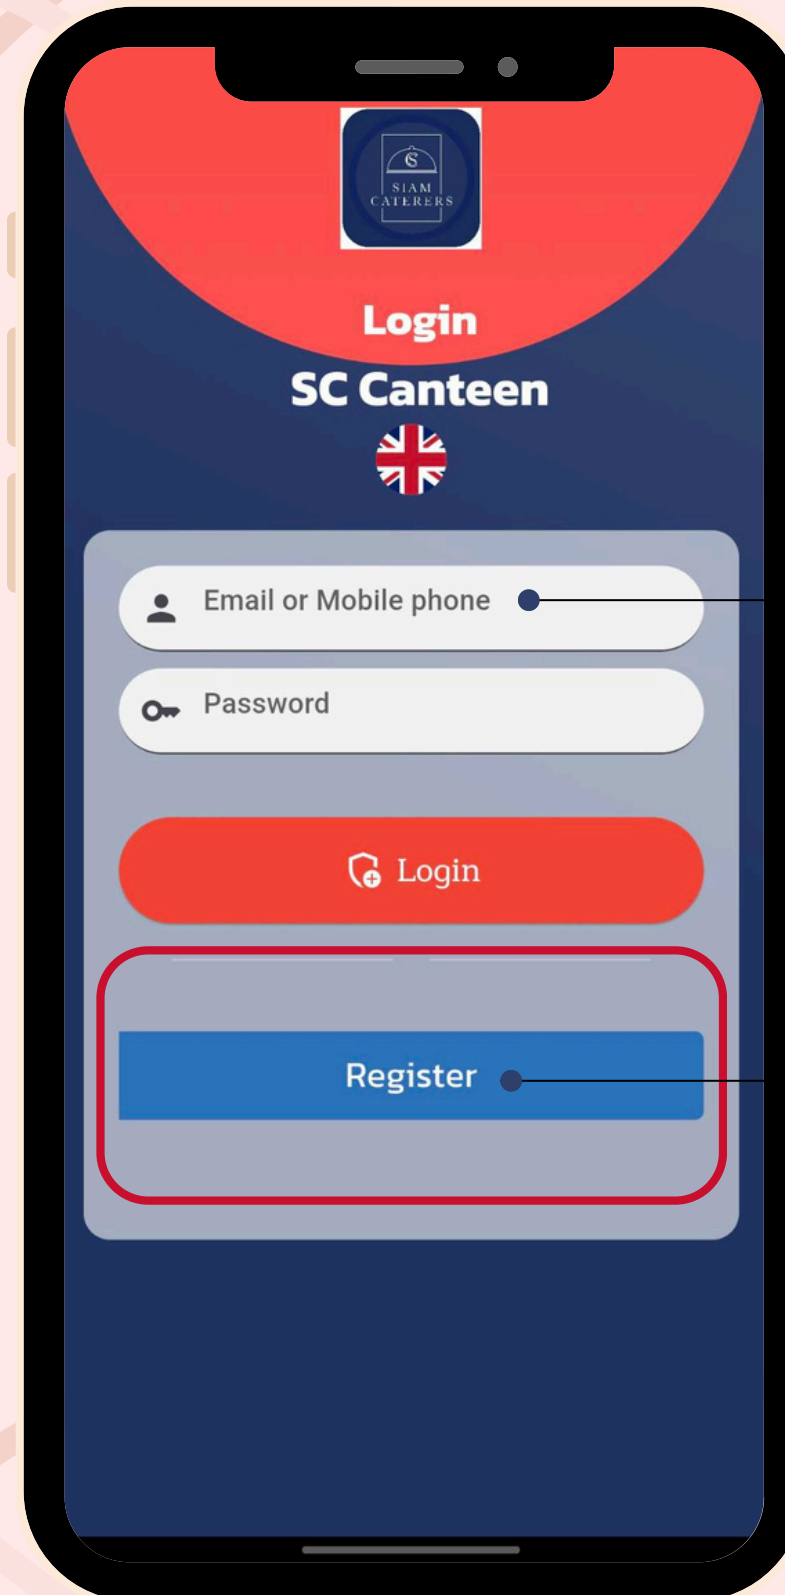 SIAM
CATERERS
Login
SC Canteen
Email or Mobile phone
Password
Login
Register